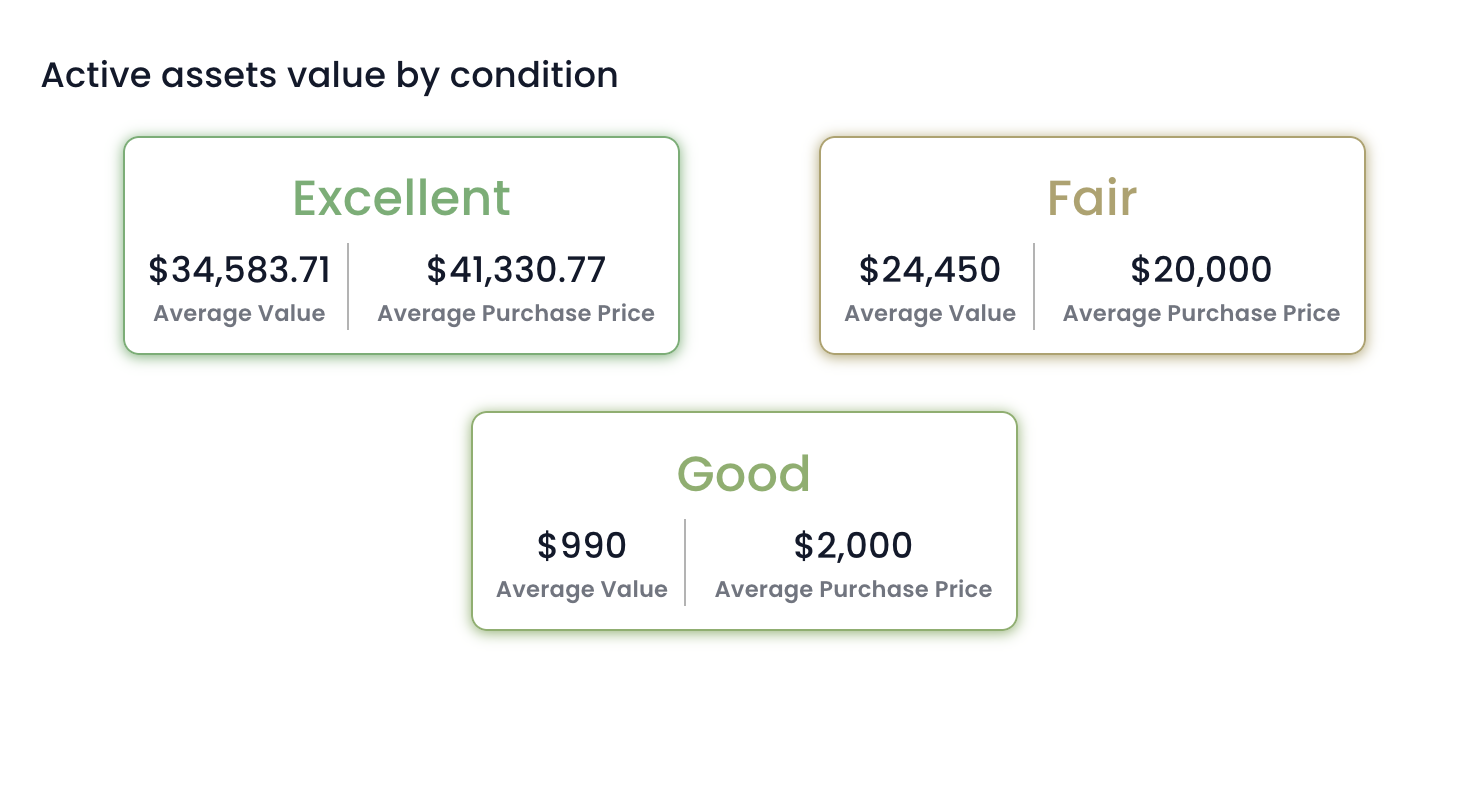 Active assets value by condition
Excellent
$34,583.71
Average Value
$41,330.77
Average Purchase Price
Fair
$24,450
Average Value
$20,000
Average Purchase Price
Good
$990
Average Value
$2,000
Average Purchase Price